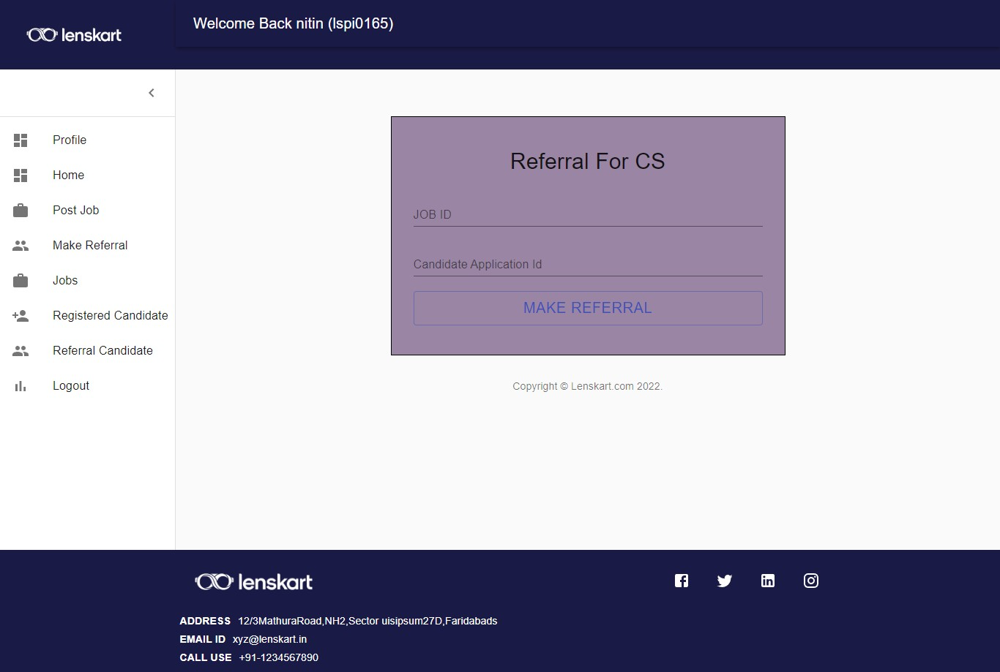 lenskart
Welcome Back nitin (lspi0165)
Profile
Home
Post Job
Make Referral
Jobs
Registered Candidate
Referral Candidate
Logout
Referral For CS
JOB ID
Candidate Application Id
MAKE REFERRAL
Copyright © Lenskart.com 2022.
lenskart
ADDRESS 12/3MathuraRoad,NH2,Sector uisipsum27D,Faridabads
EMAIL ID xyz@lenskart.in
CALL USE +91-1234567890